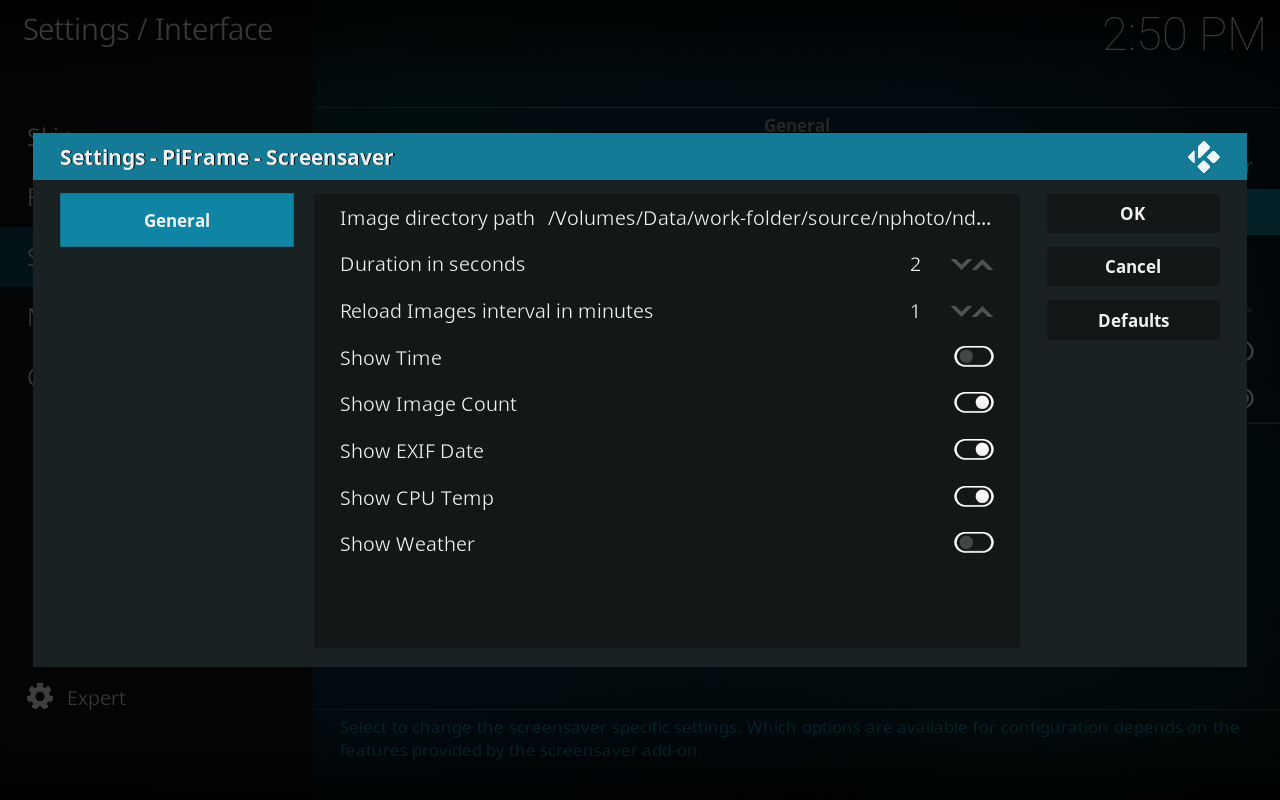 Settings / Interface
2:50 PM
General
Settings - PiFrame - Screensaver
General
Image directory path /Volumes/Data/work-folder/source/nphoto/nd...
Duration in seconds 2
Reload Images interval in minutes 1
Show Time
Show Image Count
Show EXIF Date
Show CPU Temp
Show Weather
OK
Cancel
Defaults
Expert
Select to change the screensaver specific settings. Which options are available for configuration depends on the
features provided by the screensaver add-on.